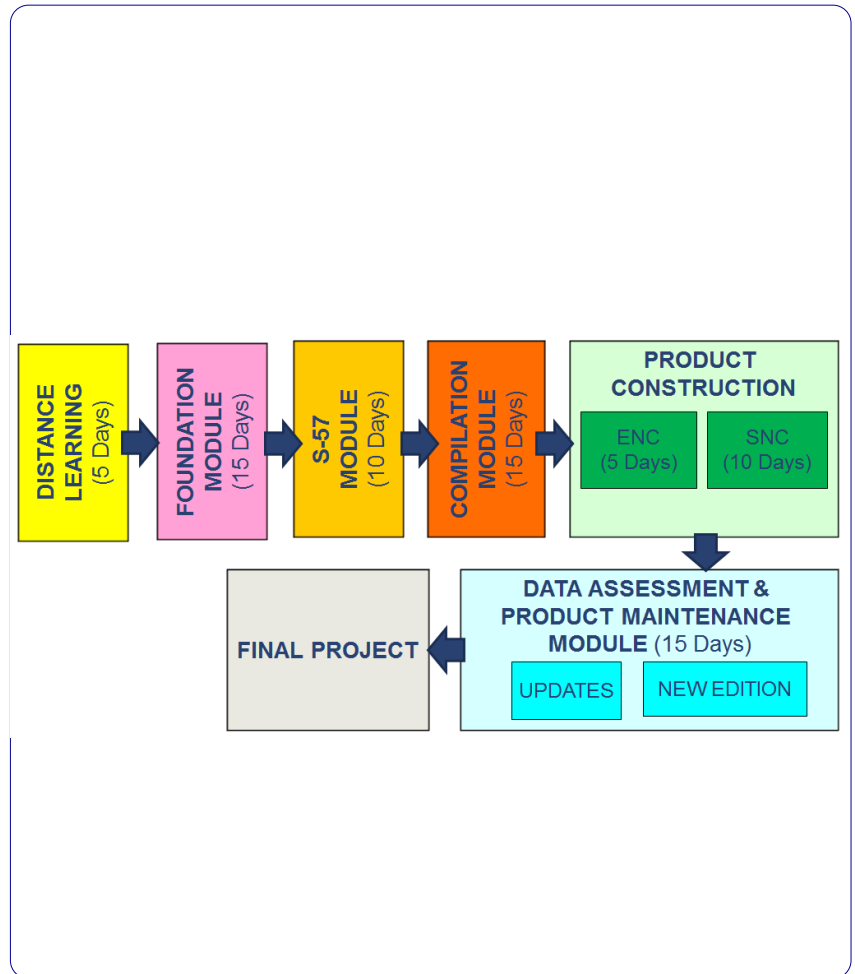 DISTANCE
LEARNING
(5 Days)
FOUNDATION
MODULE
(15 Days)
S-57
MODULE
(10 Days)
COMPILATION
MODULE
(15 Days)
PRODUCT
CONSTRUCTION
ENC
(5 Days)
SNC
(10 Days)
DATA ASSESSMENT &
PRODUCT MAINTENANCE
MODULE (15 Days)
UPDATES
NEW EDITION
FINAL PROJECT